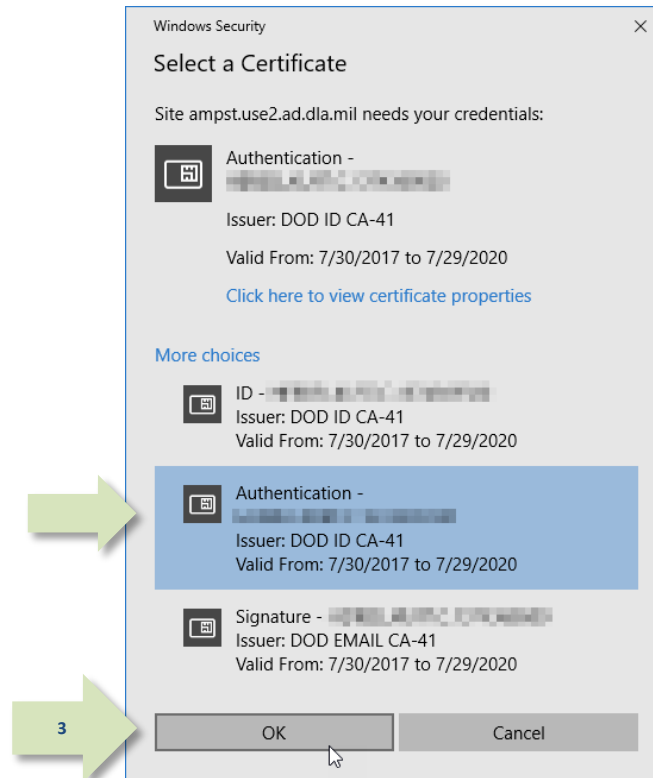 Windows Security
Select a Certificate
Site ampst.use2.ad.dla.mil needs your credentials:
Authentication -
Issuer: DOD ID CA-41
Valid From: 7/30/2017 to 7/29/2020
Click here to view certificate properties
More choices
ID -
Issuer: DOD ID CA-41
Valid From: 7/30/2017 to 7/29/2020
Authentication -
Issuer: DOD ID CA-41
Valid From: 7/30/2017 to 7/29/2020
Signature -
Issuer: DOD EMAIL CA-41
Valid From: 7/30/2017 to 7/29/2020
3
OK
Cancel